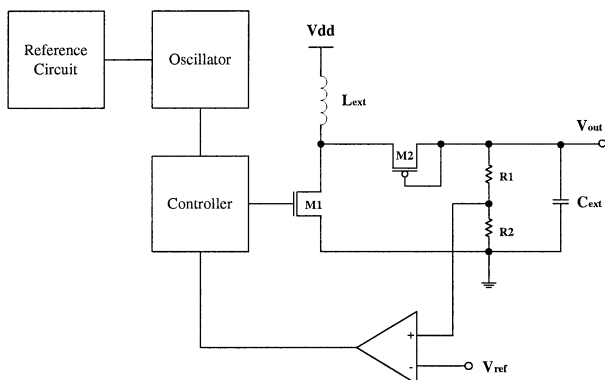 Reference
Circuit
Oscillator
Controller
Vdd
Lext
M2
M1
Vout
R1
R2
Cext
+
-
Vref